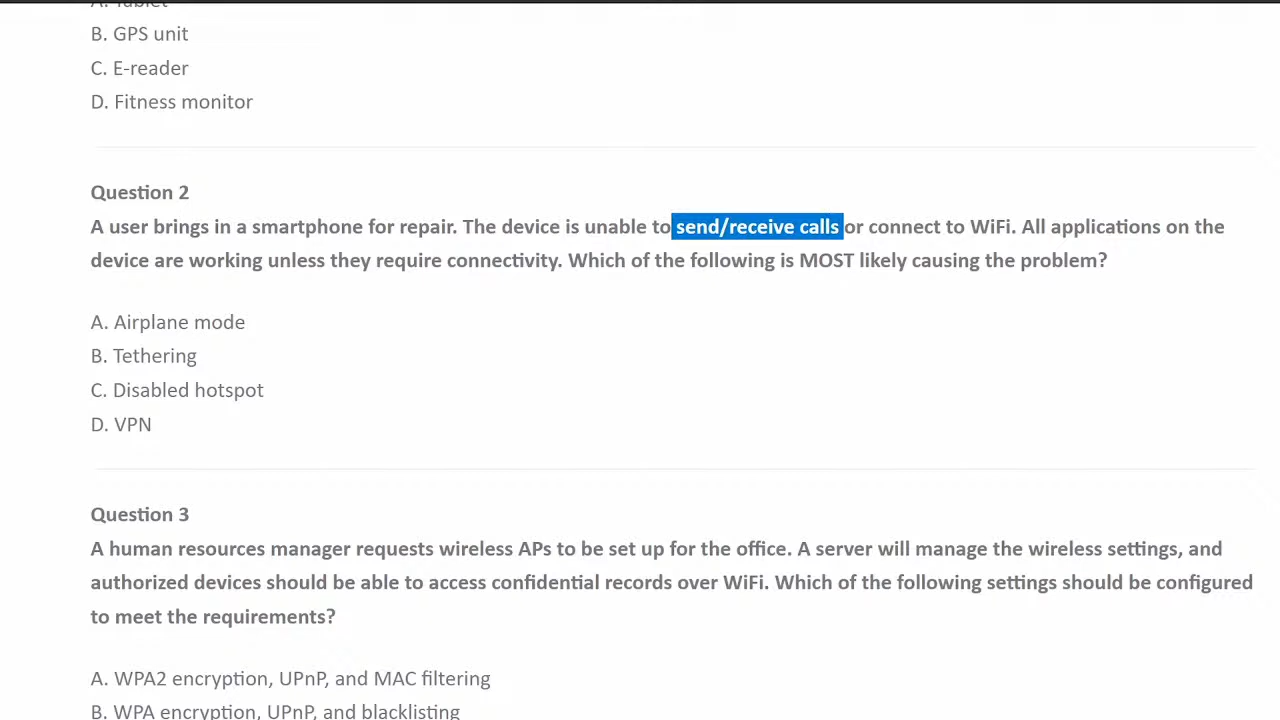 A. Tablet
B. GPS unit
C. E-reader
D. Fitness monitor
Question 2
A user brings in a smartphone for repair. The device is unable to send/receive calls or connect to WiFi. All applications on the
device are working unless they require connectivity. Which of the following is MOST likely causing the problem?
A. Airplane mode
B. Tethering
C. Disabled hotspot
D. VPN
Question 3
A human resources manager requests wireless APs to be set up for the office. A server will manage the wireless settings, and
authorized devices should be able to access confidential records over WiFi. Which of the following settings should be configured
to meet the requirements?
A. WPA2 encryption, UPnP, and MAC filtering
B. WPA encryption, UPnP, and blacklisting